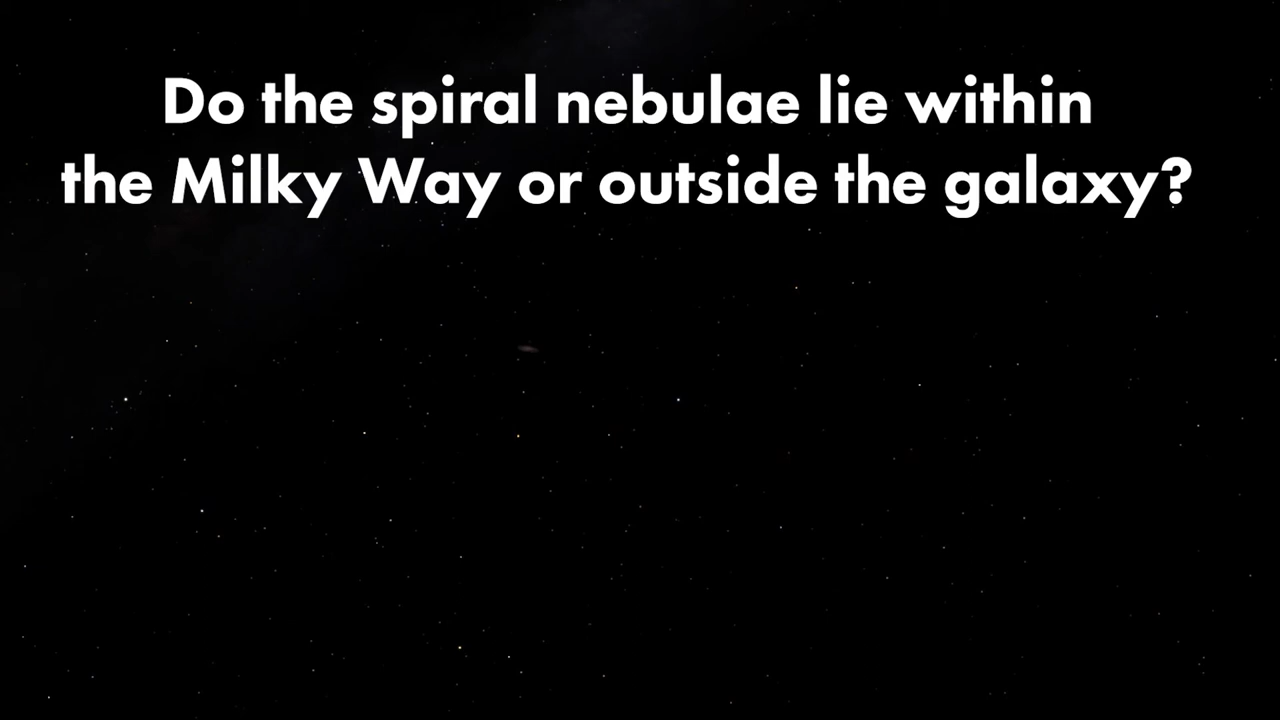 Do the spiral nebulae lie within
the Milky Way or outside the galaxy?